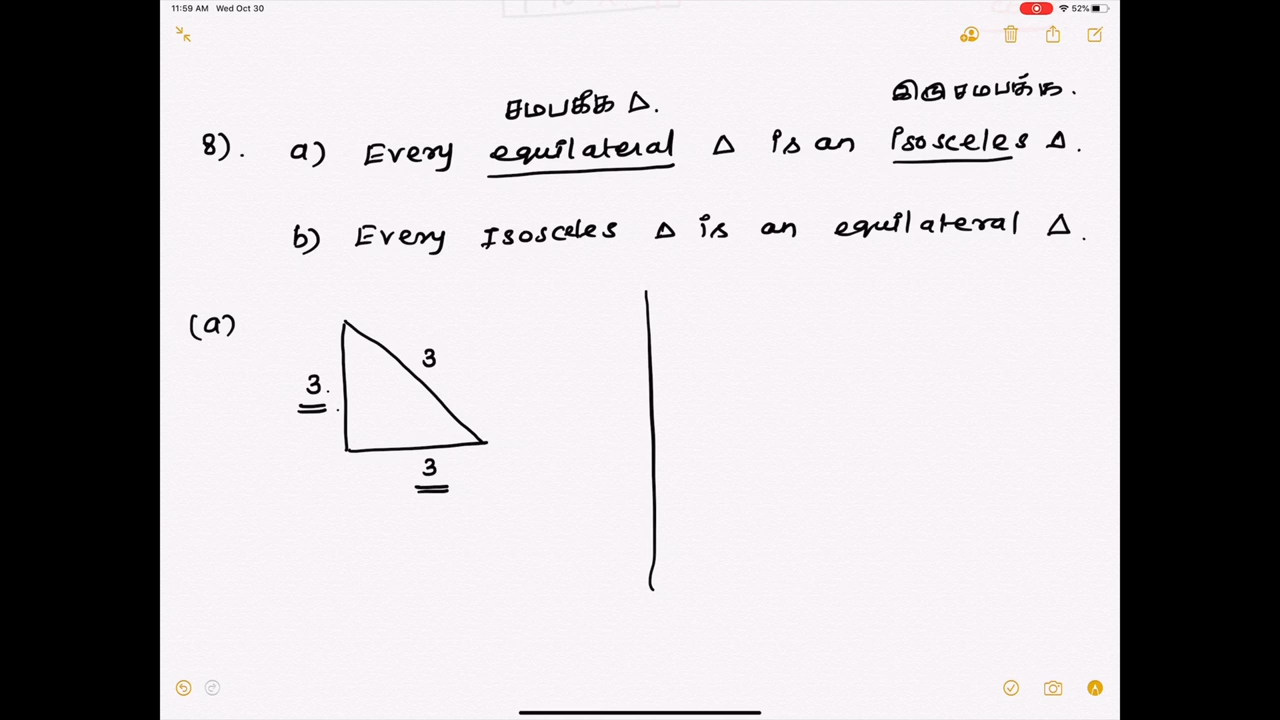 11:59 AM Wed Oct 30
52%
சமபக்க Δ. இருசமபக்க.
8). a) Every equilateral Δ is an isosceles Δ.
b) Every Isosceles Δ is an equilateral Δ.
(a)
3
3.
3